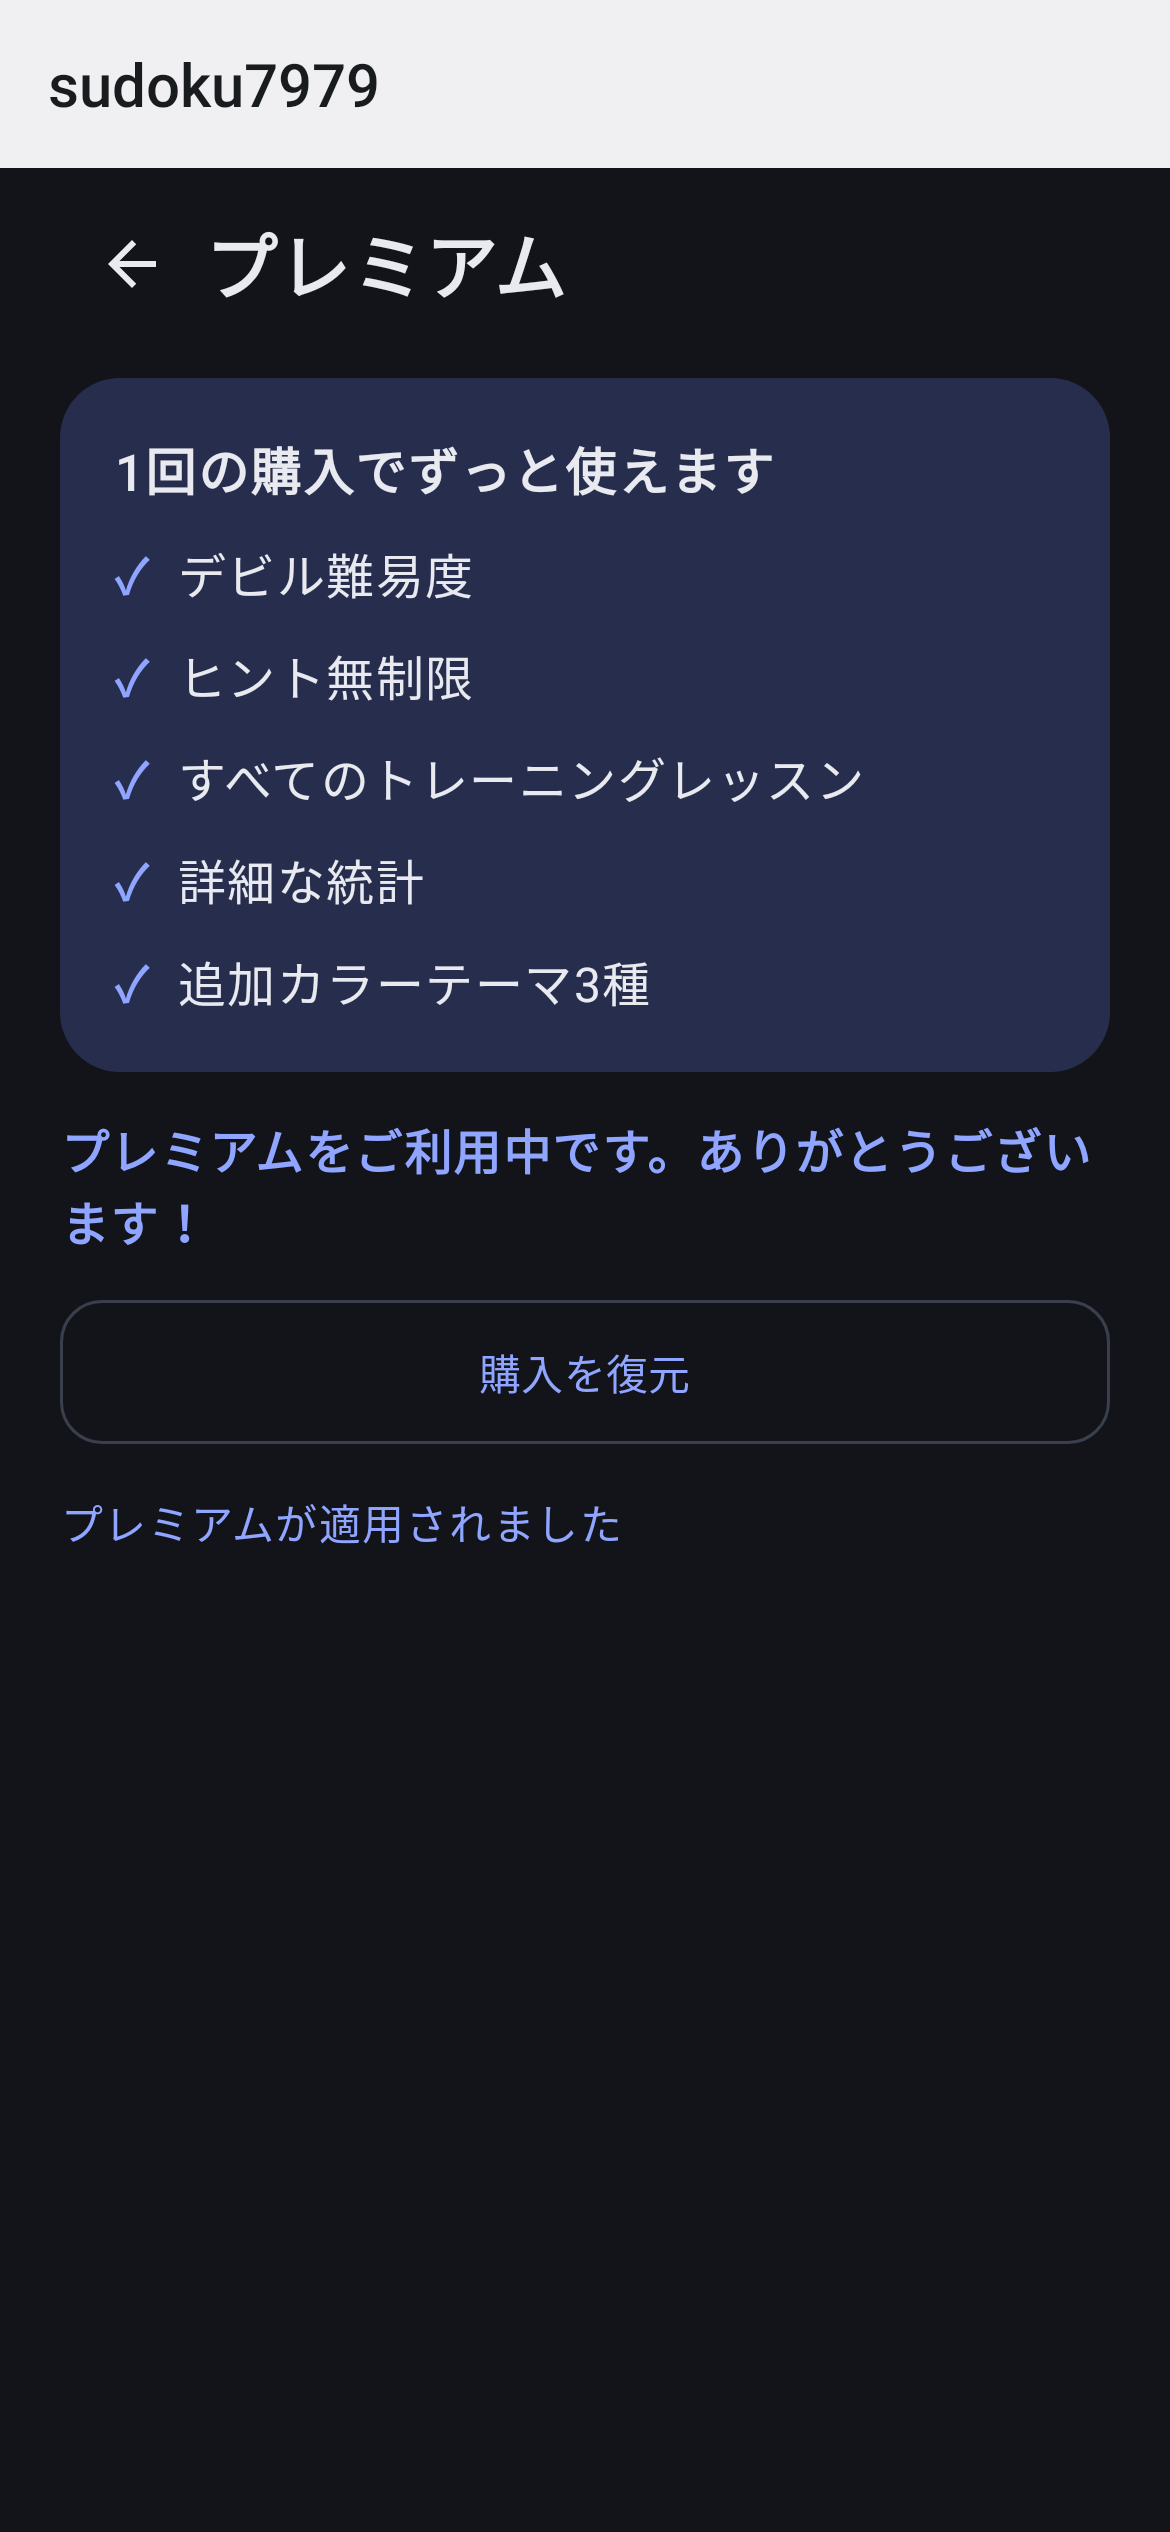 sudoku7979
プレミアム
1回の購入でずっと使えます
✓ デビル難易度
✓ ヒント無制限
✓ すべてのトレーニングレッスン
✓ 詳細な統計
✓ 追加カラーテーマ3種
プレミアムをご利用中です。ありがとうござい
ます！
購入を復元
プレミアムが適用されました